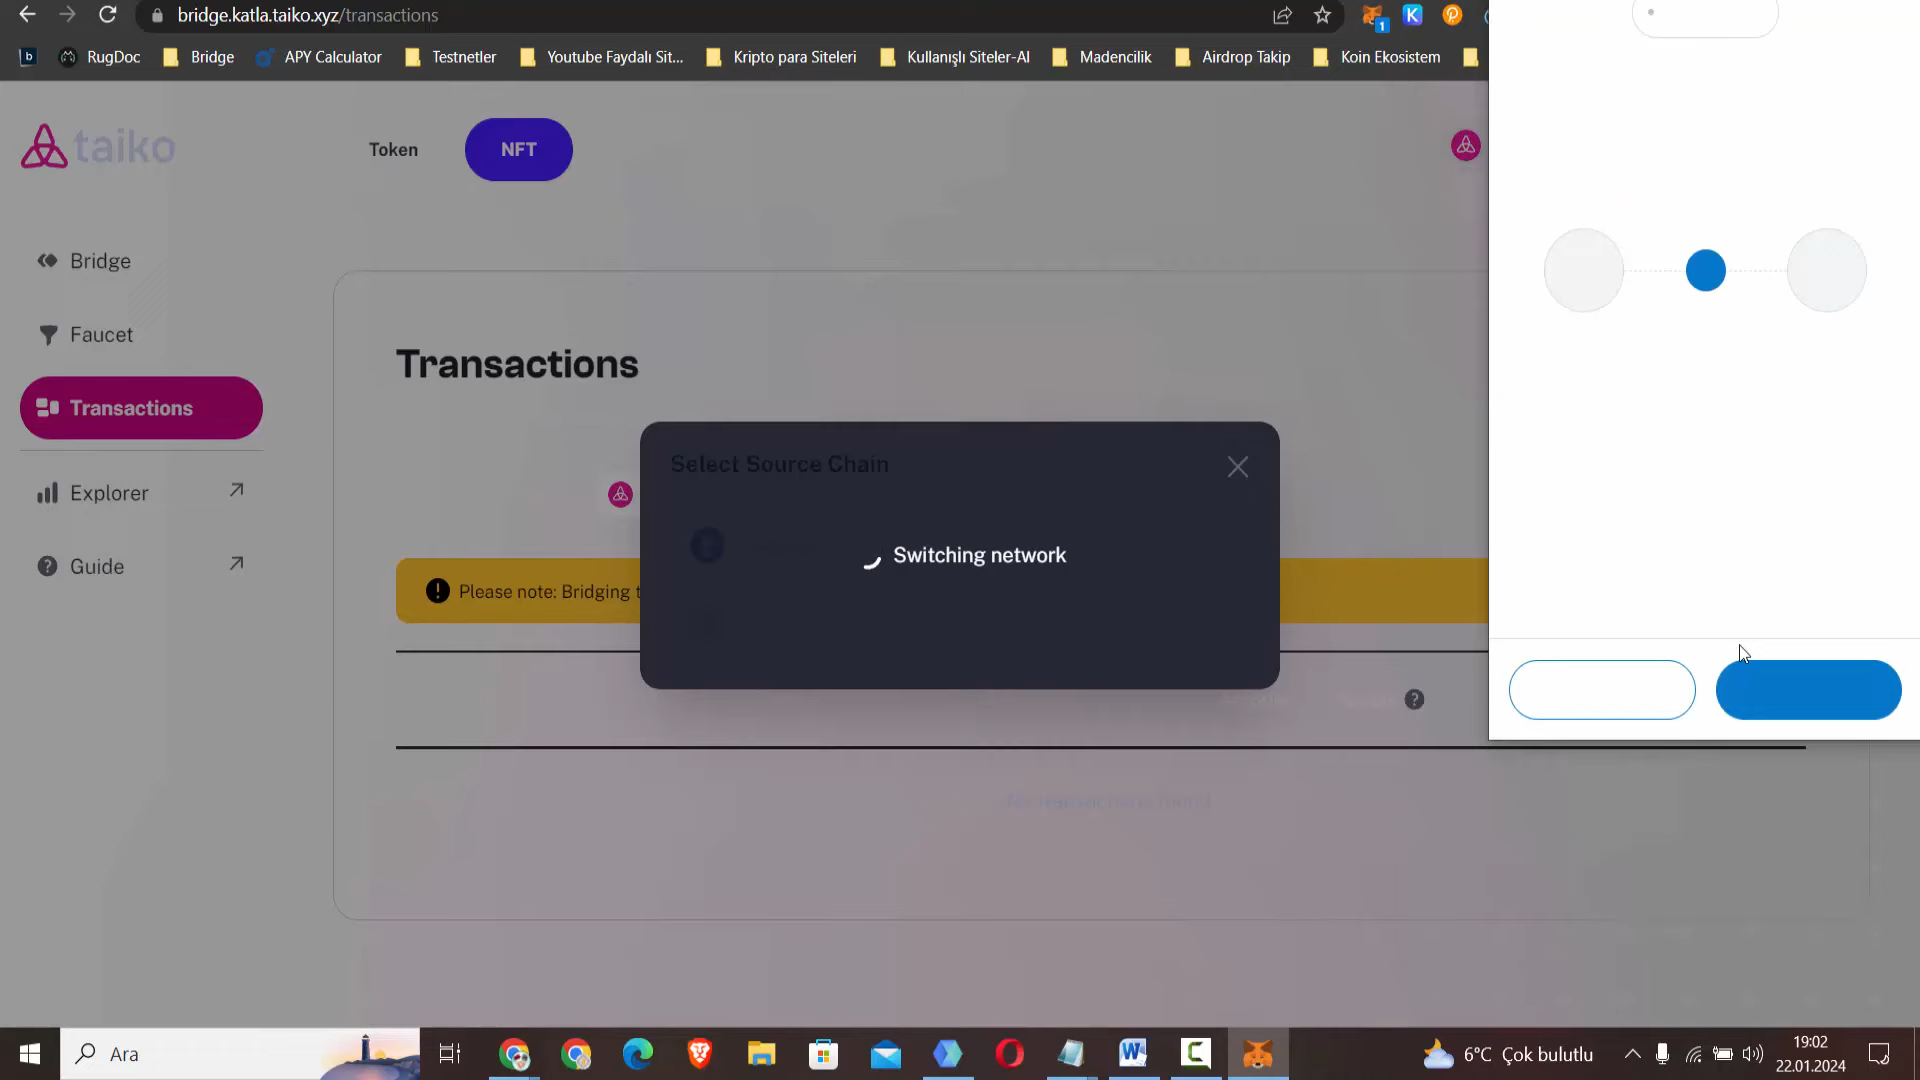 bridge.katla.taiko.xyz/transactions
1
K
b
RugDoc
Bridge
APY Calculator
Testnetler
Youtube Faydalı Sit...
Kripto para Siteleri
Kullanışlı Siteler-AI
Madencilik
Airdrop Takip
Koin Ekosistem
taiko
Token
NFT
Bridge
Faucet
Transactions
Explorer
Guide
Transactions
Select Source Chain
Switching network
Please note: Bridging t
Ara
6°C Çok bulutlu
19:02
22.01.2024